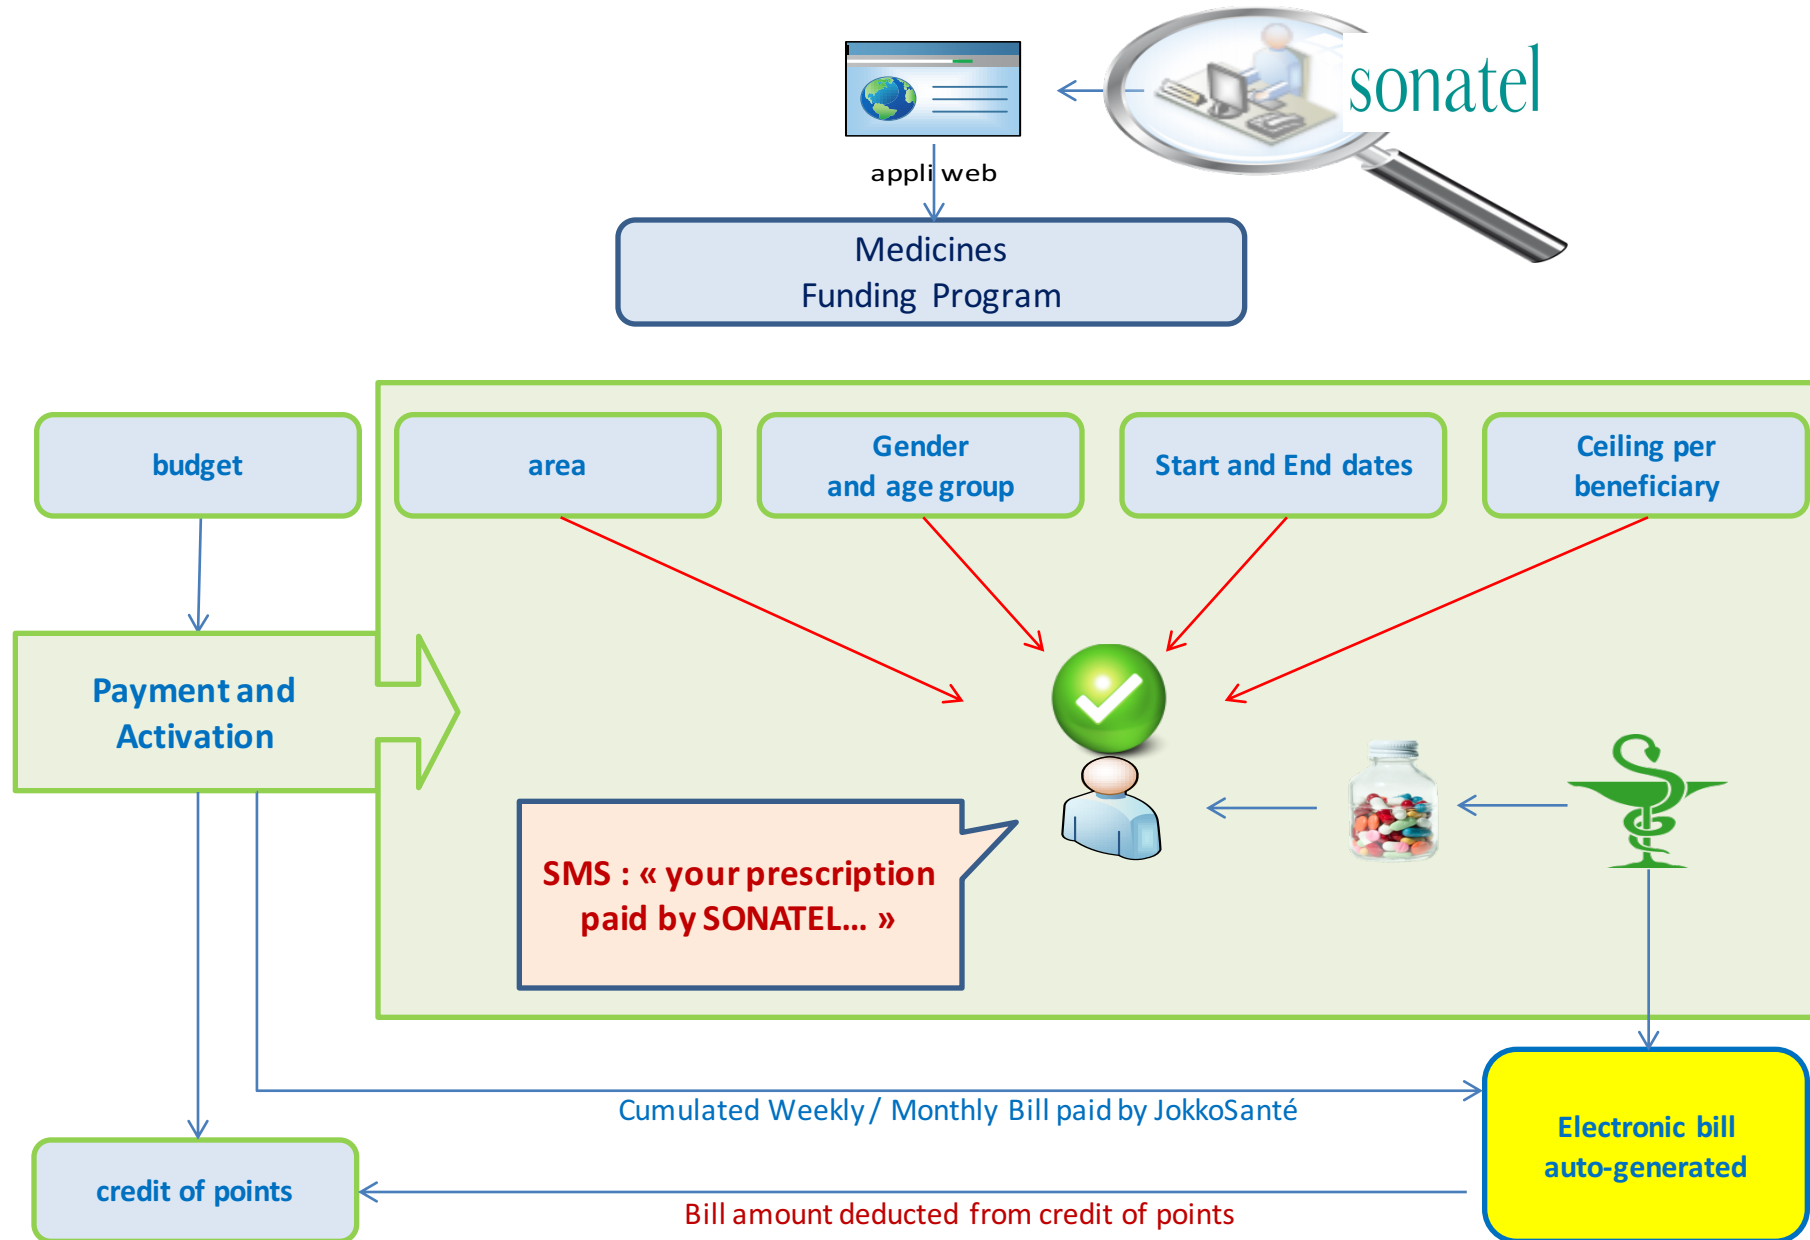 sonatel
appli web
Medicines
Funding Program
budget
area
Gender
and age group
Start and End dates
Ceiling per
beneficiary
Payment and
Activation
SMS : « your prescription
paid by SONATEL... »
Cumulated Weekly / Monthly Bill paid by JokkoSanté
Electronic bill
auto-generated
credit of points
Bill amount deducted from credit of points